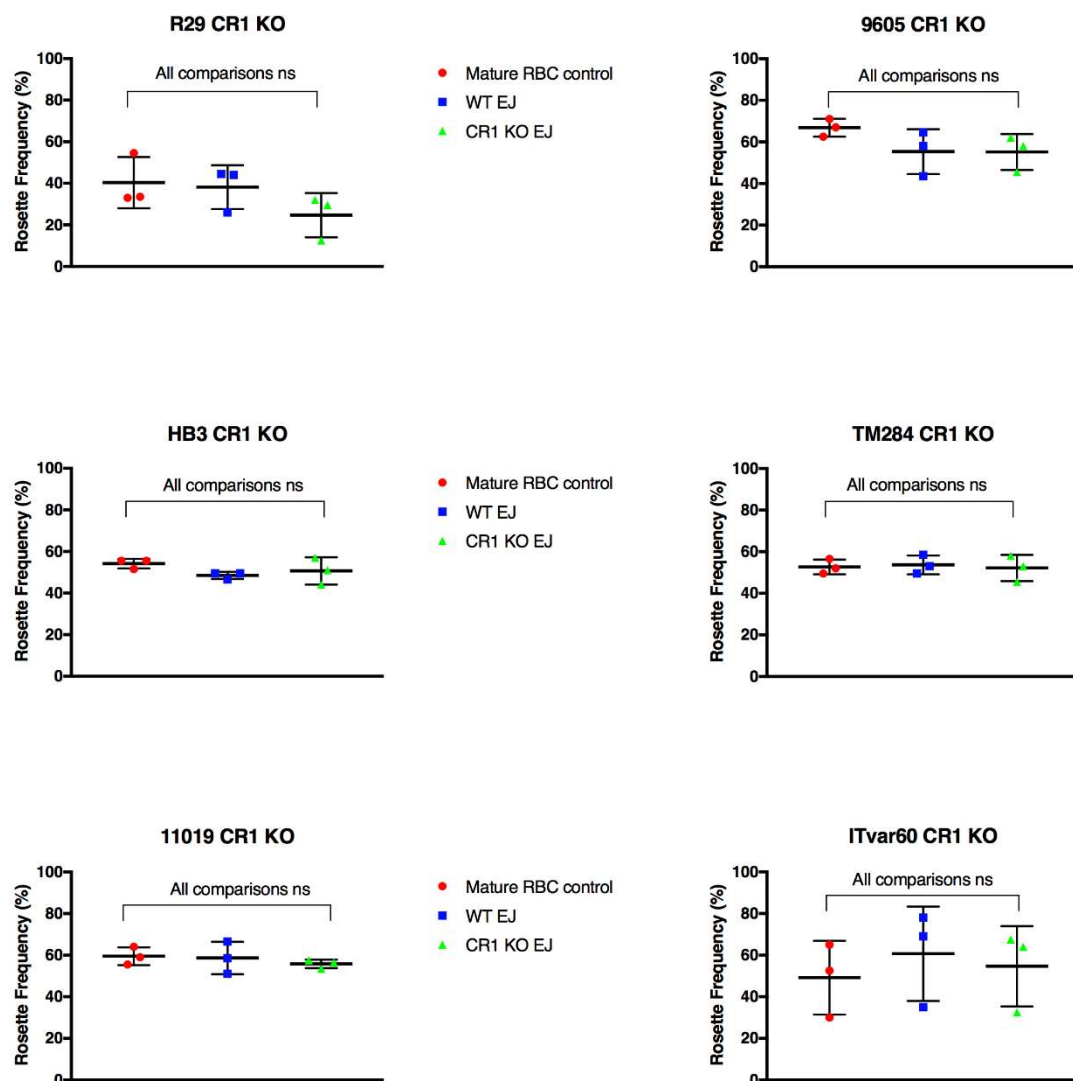 R29 CR1 KO
100
80
60
40
20
0
Rosette Frequency (%)
All comparisons ns
Mature RBC control
WT EJ
CR1 KO EJ
9605 CR1 KO
100
80
60
40
20
0
Rosette Frequency (%)
All comparisons ns
HB3 CR1 KO
100
80
60
40
20
0
Rosette Frequency (%)
All comparisons ns
Mature RBC control
WT EJ
CR1 KO EJ
TM284 CR1 KO
100
80
60
40
20
0
Rosette Frequency (%)
All comparisons ns
11019 CR1 KO
100
80
60
40
20
0
Rosette Frequency (%)
All comparisons ns
Mature RBC control
WT EJ
CR1 KO EJ
ITvar60 CR1 KO
100
80
60
40
20
0
Rosette Frequency (%)
All comparisons ns